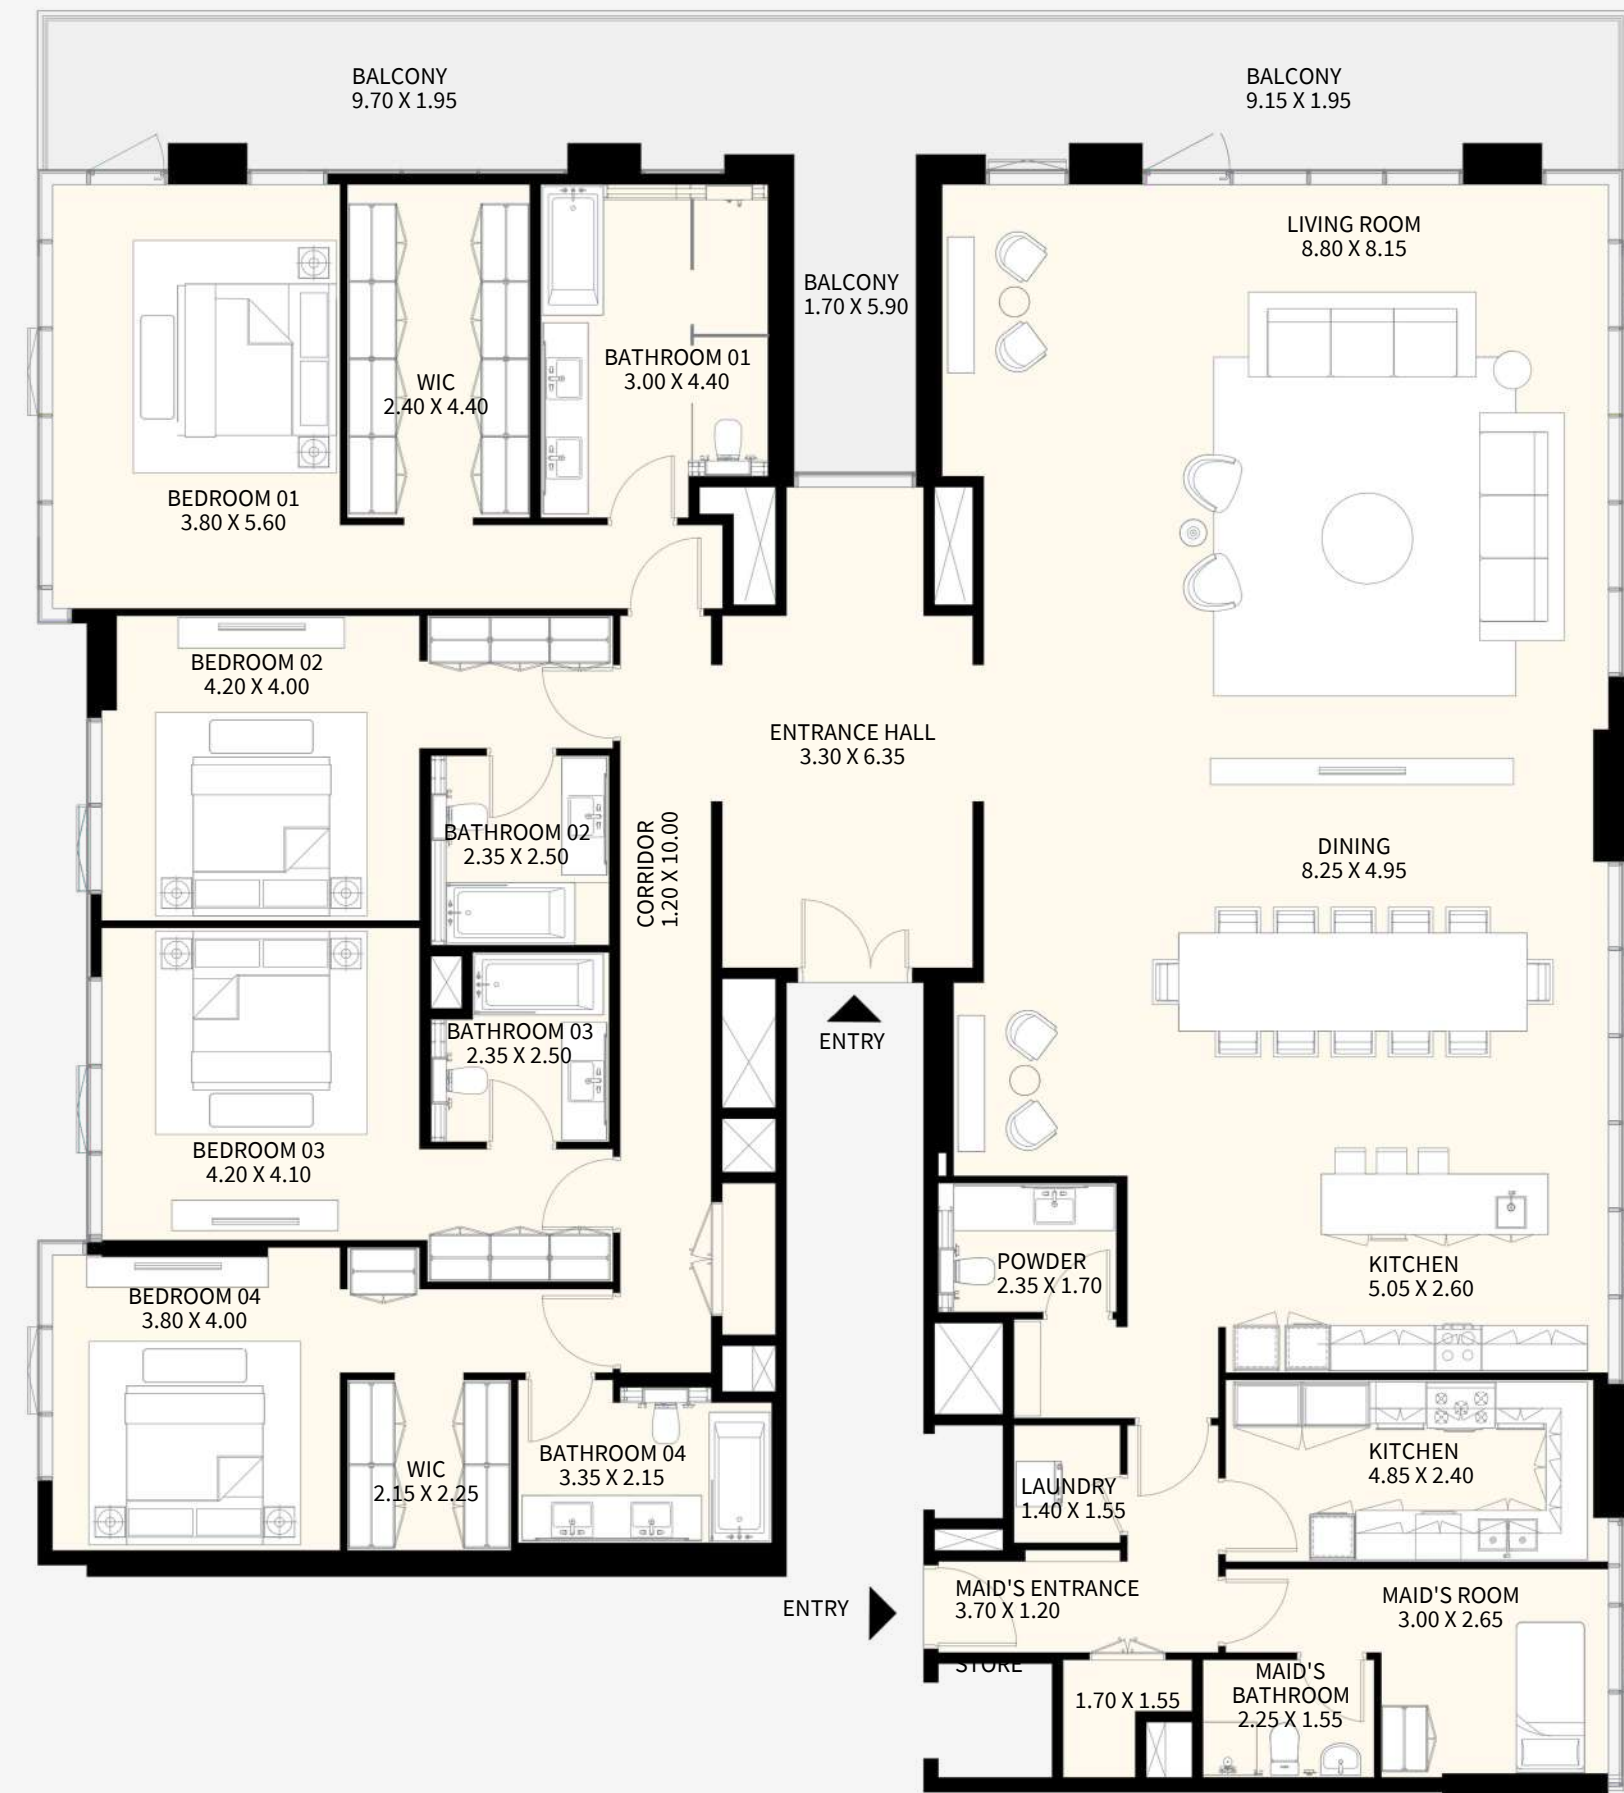 BALCONY
9.70 X 1.95
BALCONY
9.15 X 1.95
LIVING ROOM
8.80 X 8.15
BALCONY
1.70 X 5.90
BATHROOM 01
3.00 X 4.40
WIC
2.40 X 4.40
BEDROOM 01
3.80 X 5.60
BEDROOM 02
4.20 X 4.00
ENTRANCE HALL
3.30 X 6.35
BATHROOM 02
2.35 X 2.50
CORRIDOR
1.20 X 10.00
DINING
8.25 X 4.95
BATHROOM 03
2.35 X 2.50
ENTRY
BEDROOM 03
4.20 X 4.10
POWDER
2.35 X 1.70
KITCHEN
5.05 X 2.60
BEDROOM 04
3.80 X 4.00
BATHROOM 04
3.35 X 2.15
WIC
2.15 X 2.25
KITCHEN
4.85 X 2.40
LAUNDRY
1.40 X 1.55
ENTRY
MAID'S ENTRANCE
3.70 X 1.20
MAID'S ROOM
3.00 X 2.65
STORE
1.70 X 1.55
MAID'S
BATHROOM
2.25 X 1.55